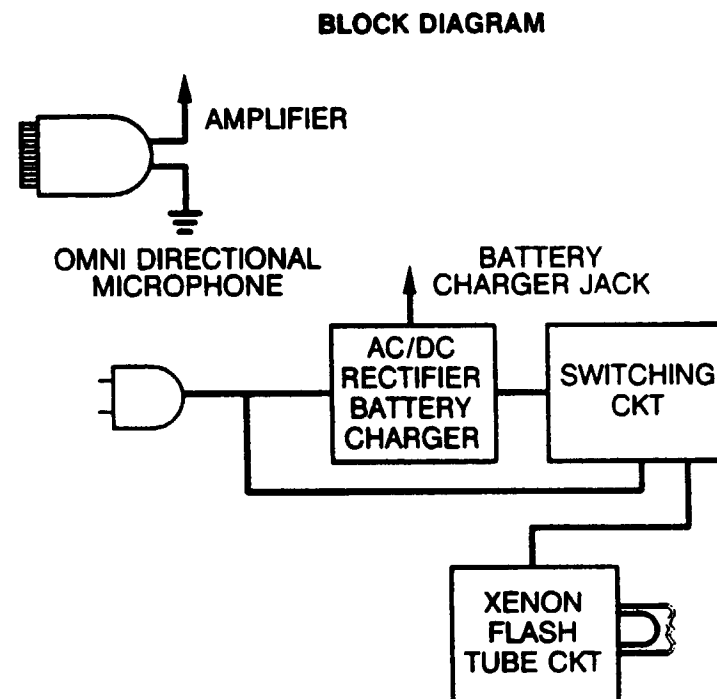 BLOCK DIAGRAM
AMPLIFIER
OMNI DIRECTIONAL
MICROPHONE
BATTERY
CHARGER JACK
AC/DC
RECTIFIER
BATTERY
CHARGER
SWITCHING
CKT
XENON
FLASH
TUBE CKT